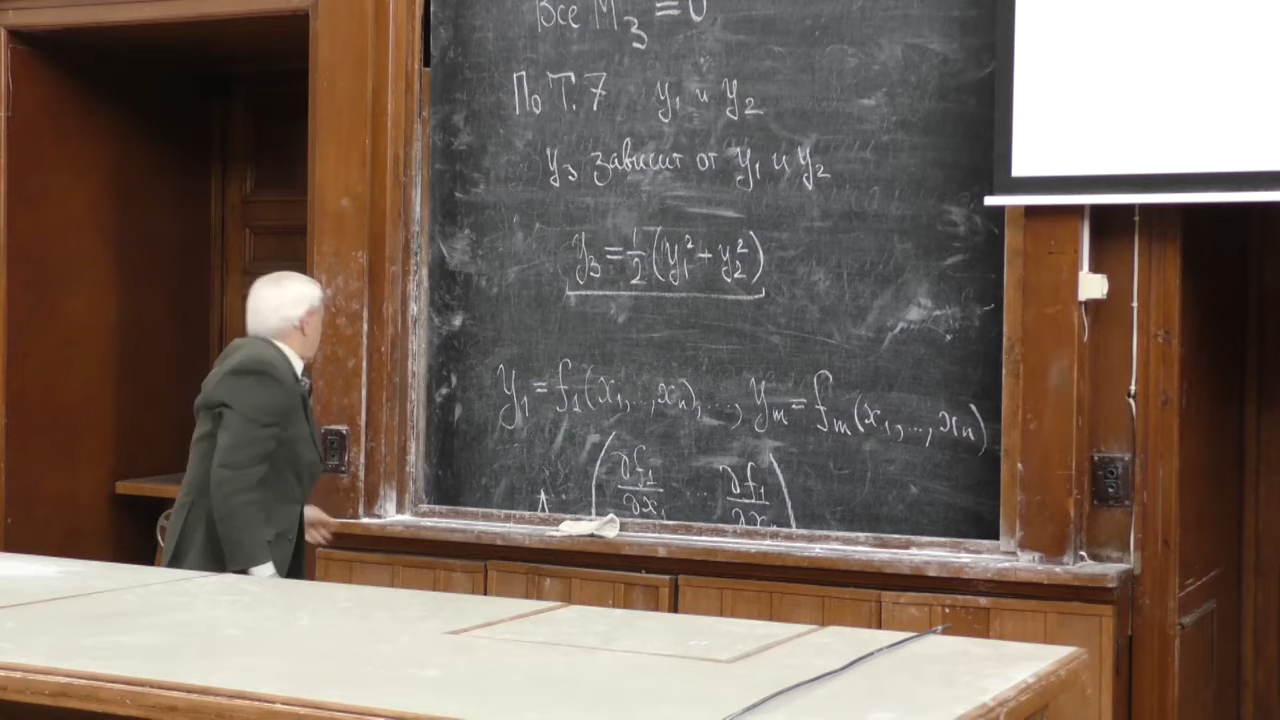 Все M₃ = 0
По Т. 7 y₁ и y₂
y₃ зависит от y₁ и y₂
y₃ = ½ (y₁² + y₂²)
y₁ = f₁(x₁, ..., xₙ), ..., yₘ = fₘ(x₁, ..., xₙ)
( ∂f₁/∂x₁ ... ∂f₁/∂xₙ )